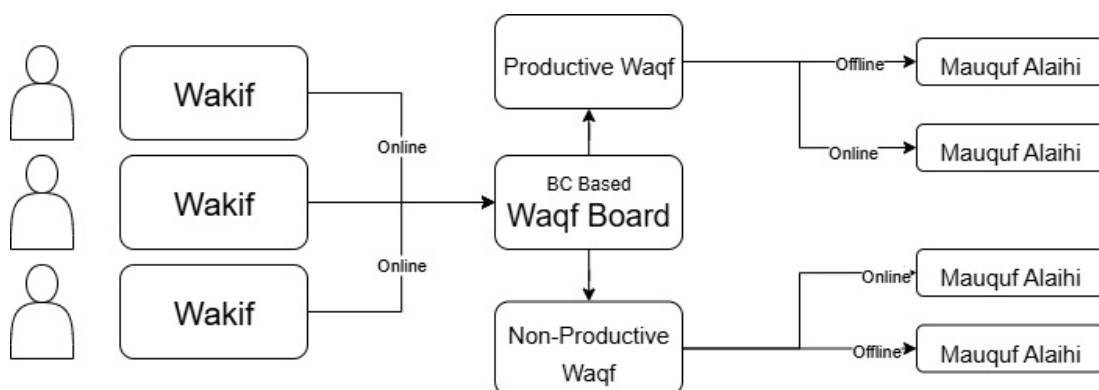 Wakif
Online
Wakif
Online
Wakif
Productive Waqf
BC Based
Waqf Board
Non-Productive
Waqf
Offline
Mauquf Alaihi
Online
Mauquf Alaihi
Online
Mauquf Alaihi
Offline
Mauquf Alaihi